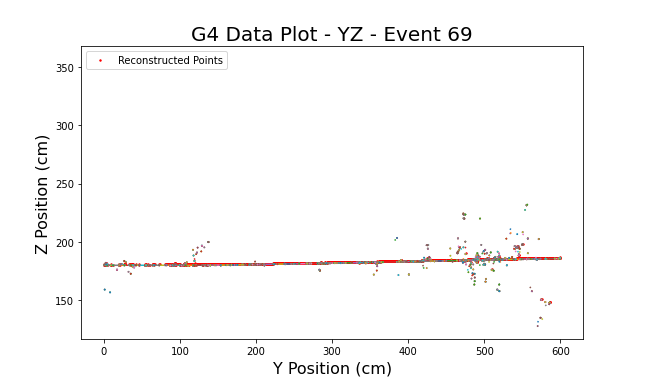 G4 Data Plot - YZ - Event 69
Reconstructed Points
Z Position (cm)
350
300
250
200
150
0 100 200 300 400 500 600
Y Position (cm)